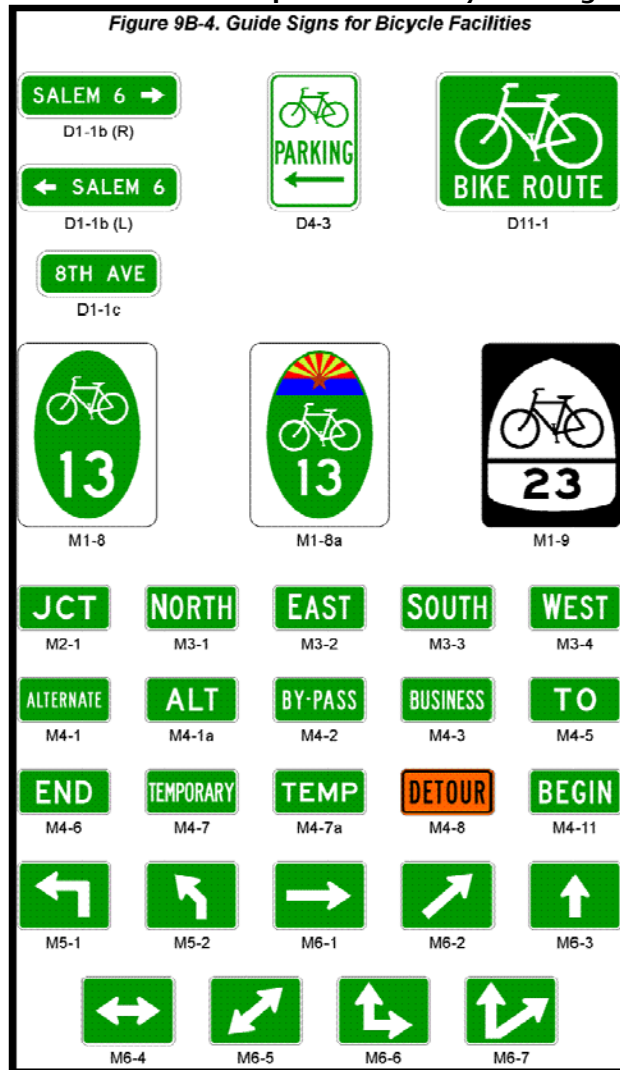 Figure 9B-4. Guide Signs for Bicycle Facilities
SALEM 6
D1-1b (R)
SALEM 6
D1-1b (L)
8TH AVE
D1-1c
PARKING
D4-3
BIKE ROUTE
D11-1
13
M1-8
13
M1-8a
23
M1-9
JCT NORTH EAST SOUTH WEST
M2-1 M3-1 M3-2 M3-3 M3-4
ALTERNATE ALT BY-PASS BUSINESS TO
M4-1 M4-1a M4-2 M4-3 M4-5
END TEMPORARY TEMP DETOUR BEGIN
M4-6 M4-7 M4-7a M4-8 M4-11
M5-1 M5-2 M6-1 M6-2 M6-3
M6-4 M6-5 M6-6 M6-7